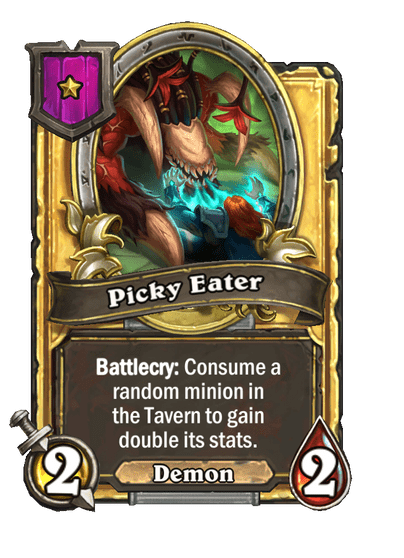 Picky Eater
Battlecry: Consume a
random minion in
the Tavern to gain
double its stats.
2
Demon
2